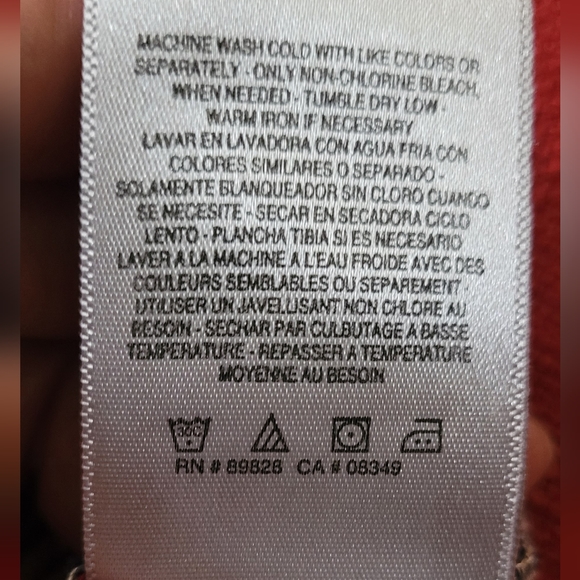 MACHINE WASH COLD WITH LIKE COLORS OR
SEPARATELY - ONLY NON-CHLORINE BLEACH,
WHEN NEEDED - TUMBLE DRY LOW -
WARM IRON IF NECESSARY
LAVAR EN LAVADORA CON AGUA FRIA CON
COLORES SIMILARES O SEPARADO -
SOLAMENTE BLANQUEADOR SIN CLORO CUANDO
SE NECESITE - SECAR EN SECADORA CICLO
LENTO - PLANCHA TIBIA SI ES NECESARIO
LAVER A LA MACHINE A L'EAU FROIDE AVEC DES
COULEURS SEMBLABLES OU SEPAREMENT
UTILISER UN JAVELLISANT NON CHLORE AU
BESOIN - SECHAR PAR CULBUTAGE A BASSE
TEMPERATURE - REPASSER A TEMPERATURE
MOYENNE AU BESOIN
RN # 89828 CA # 08349